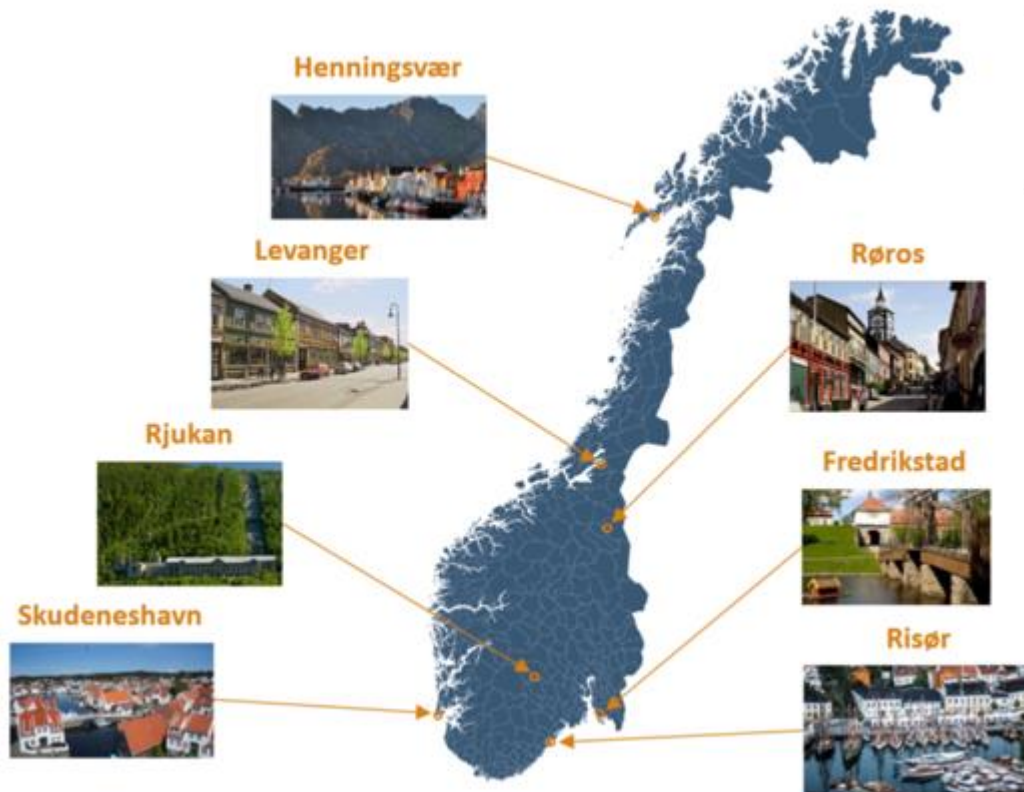 Henningsvær
Levanger
Røros
Rjukan
Fredrikstad
Skudeneshavn
Risør